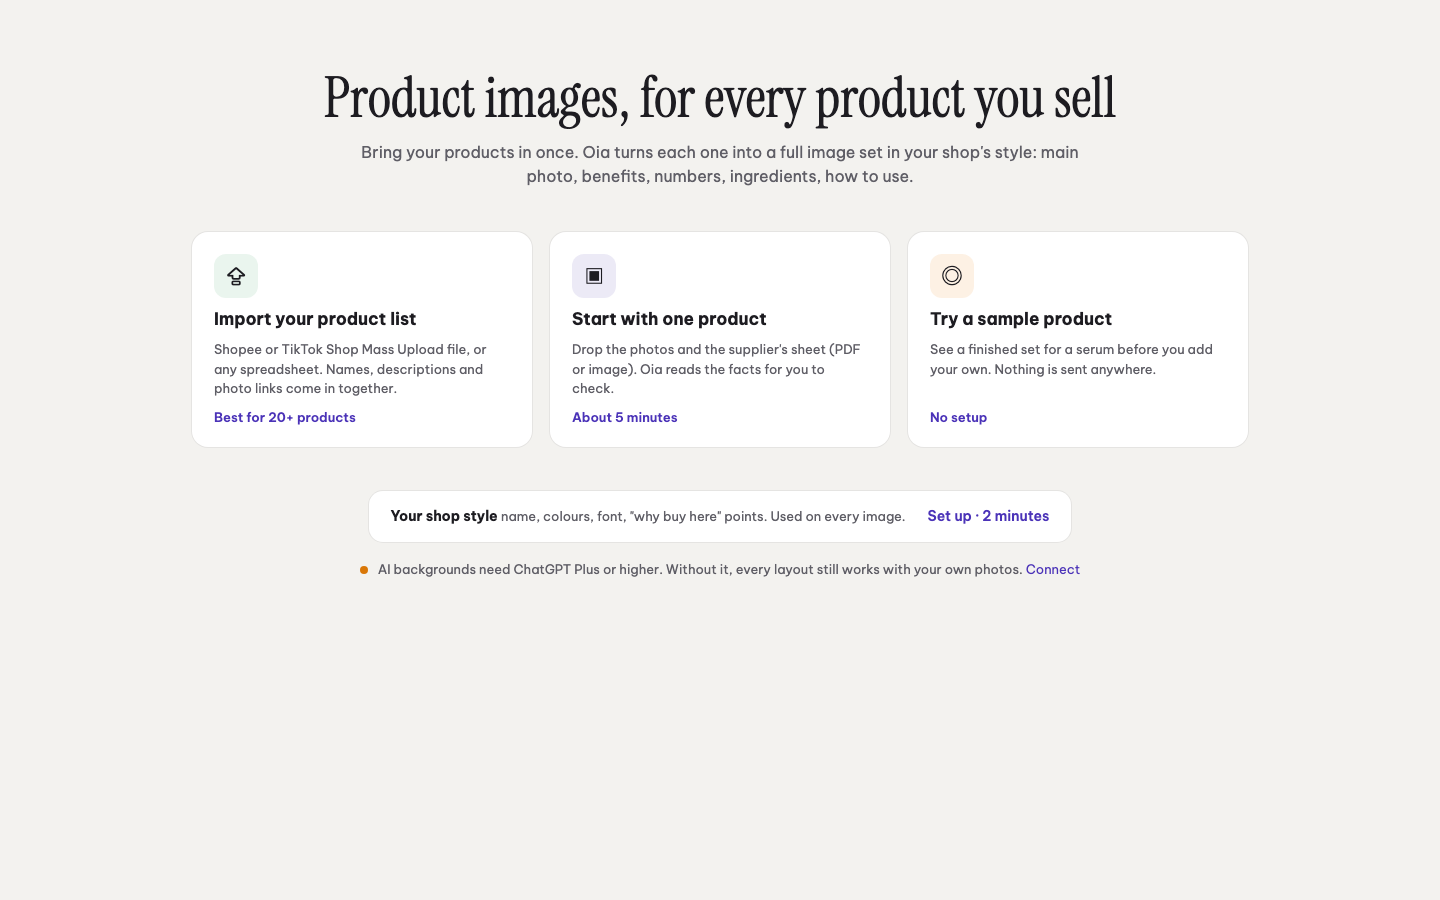 Product images, for every product you sell
Bring your products in once. Oia turns each one into a full image set in your shop's style: main
photo, benefits, numbers, ingredients, how to use.
Import your product list
Shopee or TikTok Shop Mass Upload file, or
any spreadsheet. Names, descriptions and
photo links come in together.
Best for 20+ products
Start with one product
Drop the photos and the supplier's sheet (PDF
or image). Oia reads the facts for you to
check.
About 5 minutes
Try a sample product
See a finished set for a serum before you add
your own. Nothing is sent anywhere.
No setup
Your shop style name, colours, font, "why buy here" points. Used on every image. Set up · 2 minutes
AI backgrounds need ChatGPT Plus or higher. Without it, every layout still works with your own photos. Connect